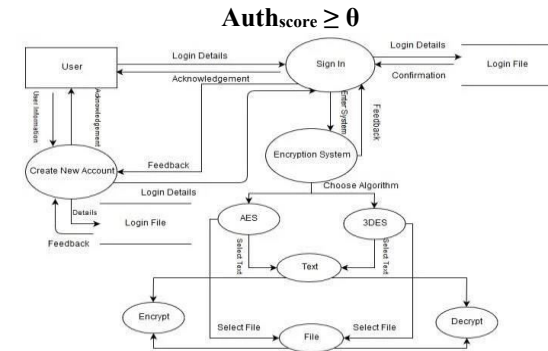 Auth_score ≥ θ
Login Details
User
Login Details
Sign In
Login File
Acknowledgement
Confirmation
User Information
Acknowledgement
Enter System
Feedback
Encryption System
Feedback
Create New Account
Login Details
Choose Algorithm
Details
AES
3DES
Login File
Feedback
Select Text
Select Text
Text
Encrypt
Decrypt
Select File
File
Select File